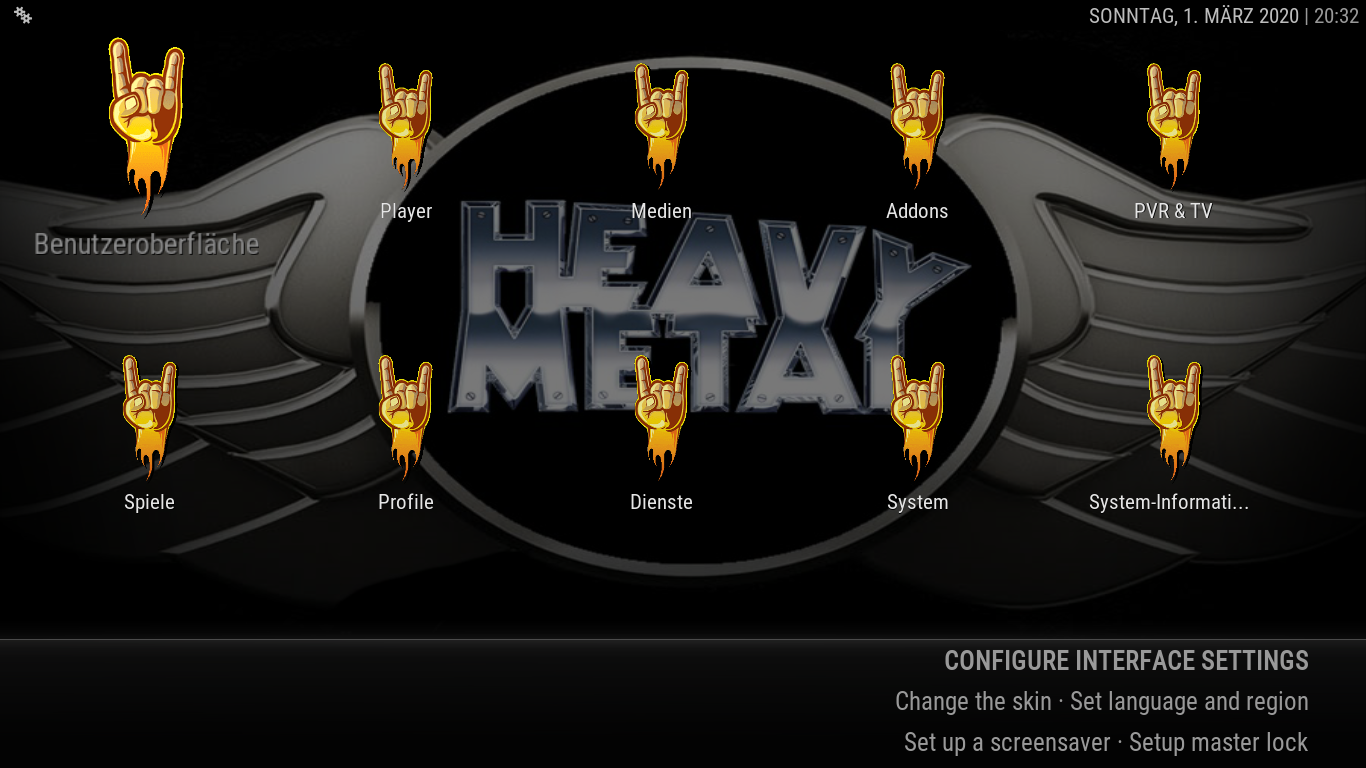 SONNTAG, 1. MÄRZ 2020 | 20:32
Benutzeroberfläche
Player
Medien
Addons
PVR & TV
HEAVY
METAL
Spiele
Profile
Dienste
System
System-Informati...
CONFIGURE INTERFACE SETTINGS
Change the skin · Set language and region
Set up a screensaver · Setup master lock